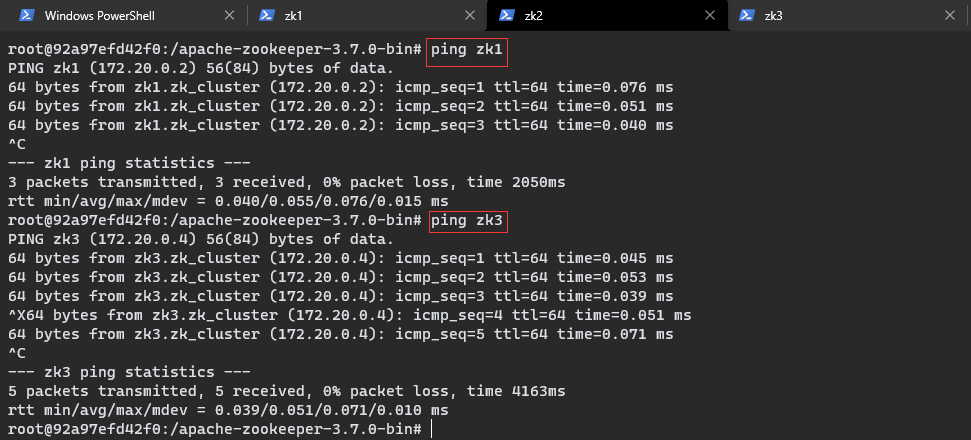 Windows PowerShell
zk1
zk2
zk3
root@92a97efd42f0:/apache-zookeeper-3.7.0-bin# ping zk1
PING zk1 (172.20.0.2) 56(84) bytes of data.
64 bytes from zk1.zk_cluster (172.20.0.2): icmp_seq=1 ttl=64 time=0.076 ms
64 bytes from zk1.zk_cluster (172.20.0.2): icmp_seq=2 ttl=64 time=0.051 ms
64 bytes from zk1.zk_cluster (172.20.0.2): icmp_seq=3 ttl=64 time=0.040 ms
^C
--- zk1 ping statistics ---
3 packets transmitted, 3 received, 0% packet loss, time 2050ms
rtt min/avg/max/mdev = 0.040/0.055/0.076/0.015 ms
root@92a97efd42f0:/apache-zookeeper-3.7.0-bin# ping zk3
PING zk3 (172.20.0.4) 56(84) bytes of data.
64 bytes from zk3.zk_cluster (172.20.0.4): icmp_seq=1 ttl=64 time=0.045 ms
64 bytes from zk3.zk_cluster (172.20.0.4): icmp_seq=2 ttl=64 time=0.053 ms
64 bytes from zk3.zk_cluster (172.20.0.4): icmp_seq=3 ttl=64 time=0.039 ms
^X64 bytes from zk3.zk_cluster (172.20.0.4): icmp_seq=4 ttl=64 time=0.051 ms
64 bytes from zk3.zk_cluster (172.20.0.4): icmp_seq=5 ttl=64 time=0.071 ms
^C
--- zk3 ping statistics ---
5 packets transmitted, 5 received, 0% packet loss, time 4163ms
rtt min/avg/max/mdev = 0.039/0.051/0.071/0.010 ms
root@92a97efd42f0:/apache-zookeeper-3.7.0-bin#